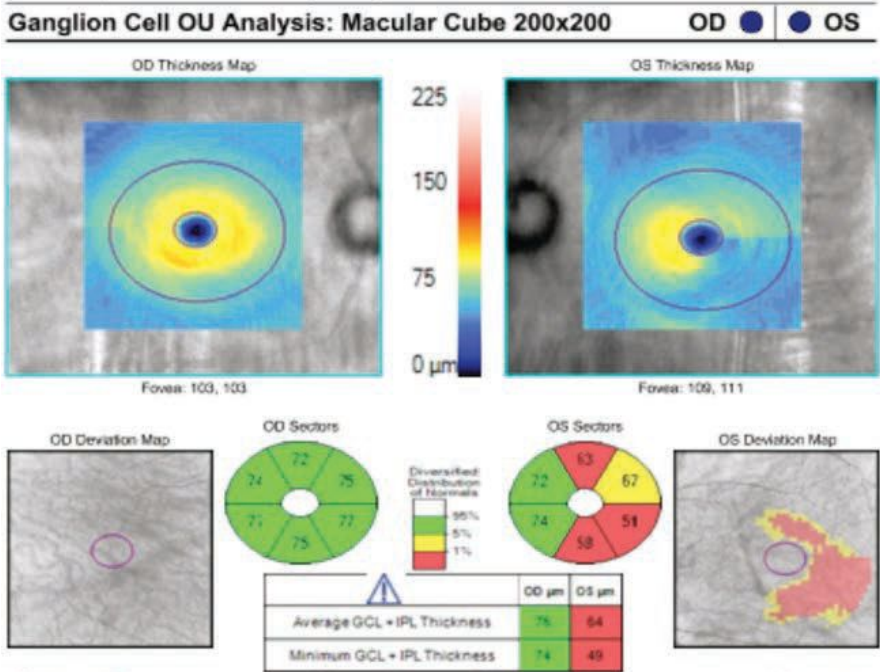 Ganglion Cell OU Analysis: Macular Cube 200x200 OD OS
OD Thickness Map
OS Thickness Map
225
150
75
0 µm
Fovea: 103, 103
Fovea: 109, 111
OD Deviation Map
OD Sectors
OS Sectors
OS Deviation Map
72
75
77
75
74
Diversified:
Distribution
of Normals
95%
5%
1%
63
67
51
58
74
72
OD µm OS µm
Average GCL + IPL Thickness 64
Minimum GCL + IPL Thickness 74 49